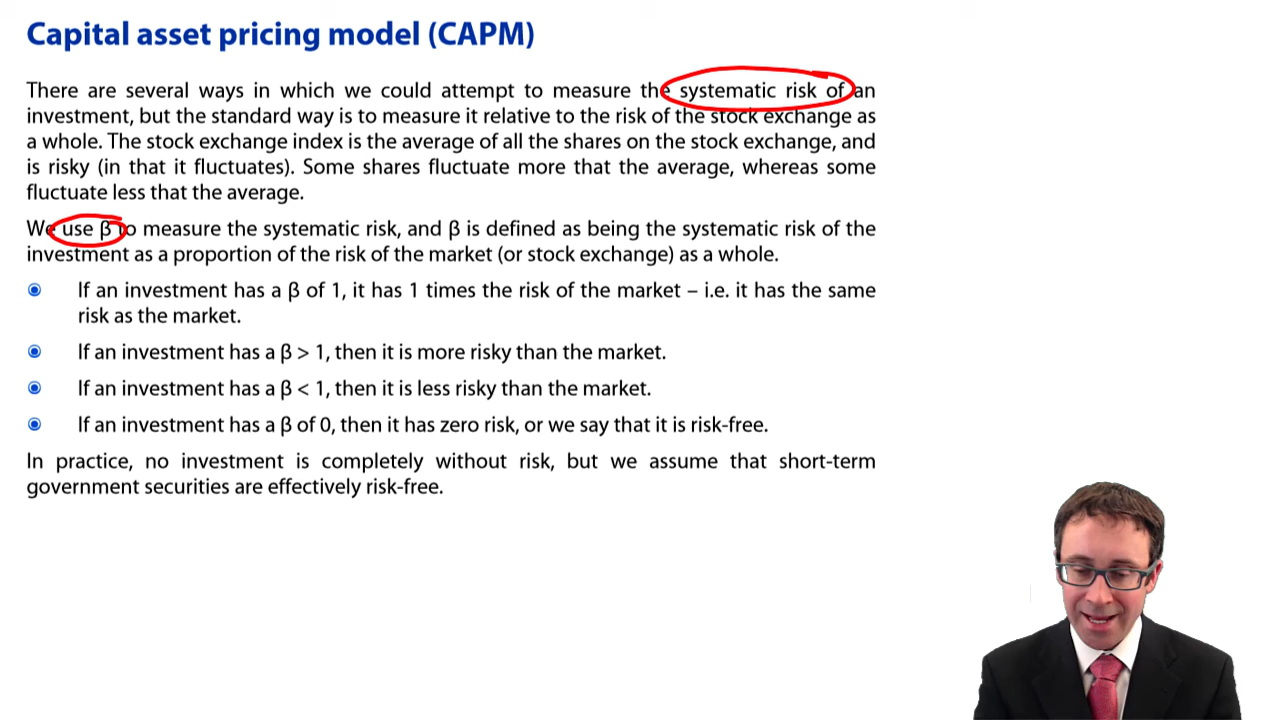 Capital asset pricing model (CAPM)
There are several ways in which we could attempt to measure the systematic risk of an
investment, but the standard way is to measure it relative to the risk of the stock exchange as
a whole. The stock exchange index is the average of all the shares on the stock exchange, and
is risky (in that it fluctuates). Some shares fluctuate more that the average, whereas some
fluctuate less that the average.
We use β to measure the systematic risk, and β is defined as being the systematic risk of the
investment as a proportion of the risk of the market (or stock exchange) as a whole.
If an investment has a β of 1, it has 1 times the risk of the market – i.e. it has the same
risk as the market.
If an investment has a β > 1, then it is more risky than the market.
If an investment has a β < 1, then it is less risky than the market.
If an investment has a β of 0, then it has zero risk, or we say that it is risk-free.
In practice, no investment is completely without risk, but we assume that short-term
government securities are effectively risk-free.